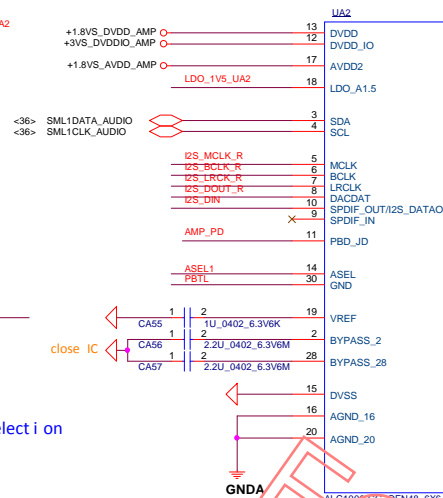 UA2
A2
+1.8VS_DVDD_AMP 13 DVDD
+3VS_DVDDIO_AMP 12 DVDD_IO
+1.8VS_AVDD_AMP 17 AVDD2
LDO_1V5_UA2 18 LDO_A1.5
<36> SML1DATA_AUDIO 3 SDA
<36> SML1CLK_AUDIO 4 SCL
I2S_MCLK_R 5 MCLK
I2S_BCLK_R 6 BCLK
I2S_LRCK_R 7 LRCLK
I2S_DOUT_R 8 DACDAT
I2S_DIN 10 SPDIF_OUT/I2S_DATAO
9 SPDIF_IN
AMP_PD 11 PBD_JD
ASEL1 14 ASEL
PBTL 30 GND
1 2 19 VREF
CA55 1U_0402_6.3V6K
1 2 2 BYPASS_2
CA56 2.2U_0402_6.3V6M
close IC
1 2 28 BYPASS_28
CA57 2.2U_0402_6.3V6M
15 DVSS
16 AGND_16
elect i on
20 AGND_20
GNDA